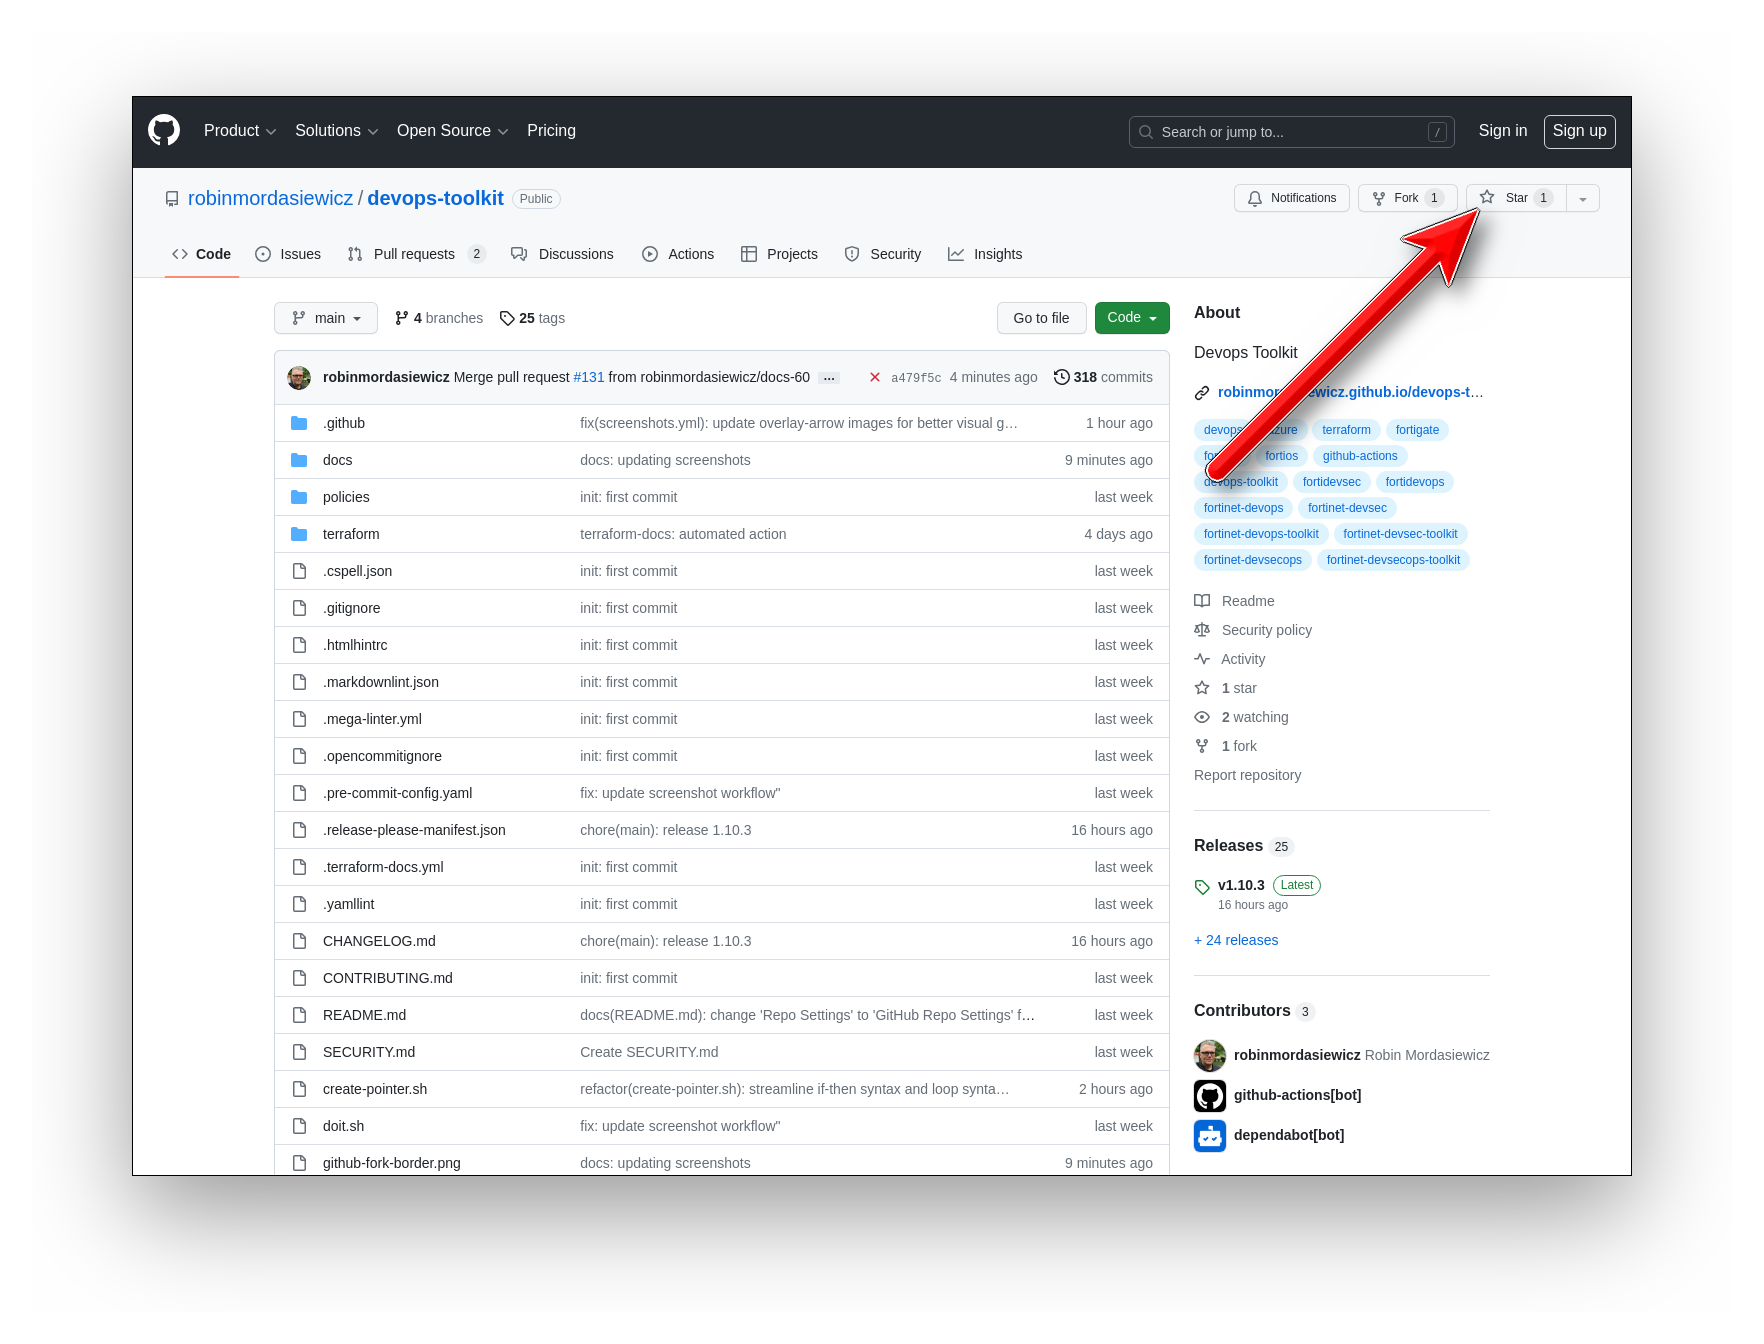 Product Solutions Open Source Pricing Search or jump to... / Sign in Sign up
robinmordasiewicz / devops-toolkit Public Notifications Fork 1 Star 1
Code Issues Pull requests 2 Discussions Actions Projects Security Insights
main 4 branches 25 tags Go to file Code
robinmordasiewicz Merge pull request #131 from robinmordasiewicz/docs-60 ... a479f5c 4 minutes ago 318 commits
.github fix(screenshots.yml): update overlay-arrow images for better visual g… 1 hour ago
docs docs: updating screenshots 9 minutes ago
policies init: first commit last week
terraform terraform-docs: automated action 4 days ago
.cspell.json init: first commit last week
.gitignore init: first commit last week
.htmlhintrc init: first commit last week
.markdownlint.json init: first commit last week
.mega-linter.yml init: first commit last week
.opencommitignore init: first commit last week
.pre-commit-config.yaml fix: update screenshot workflow" last week
.release-please-manifest.json chore(main): release 1.10.3 16 hours ago
.terraform-docs.yml init: first commit last week
.yamllint init: first commit last week
CHANGELOG.md chore(main): release 1.10.3 16 hours ago
CONTRIBUTING.md init: first commit last week
README.md docs(README.md): change 'Repo Settings' to 'GitHub Repo Settings' f… last week
SECURITY.md Create SECURITY.md last week
create-pointer.sh refactor(create-pointer.sh): streamline if-then syntax and loop synta… 2 hours ago
doit.sh fix: update screenshot workflow" last week
github-fork-border.png docs: updating screenshots 9 minutes ago
About
Devops Toolkit
robinmordasiewicz.github.io/devops-t…
devops azure terraform fortigate
fortios github-actions
devops-toolkit fortidevsec fortidevops
fortinet-devops fortinet-devsec
fortinet-devops-toolkit fortinet-devsec-toolkit
fortinet-devsecops fortinet-devsecops-toolkit
Readme
Security policy
Activity
1 star
2 watching
1 fork
Report repository
Releases 25
v1.10.3 Latest
16 hours ago
+ 24 releases
Contributors 3
robinmordasiewicz Robin Mordasiewicz
github-actions[bot]
dependabot[bot]